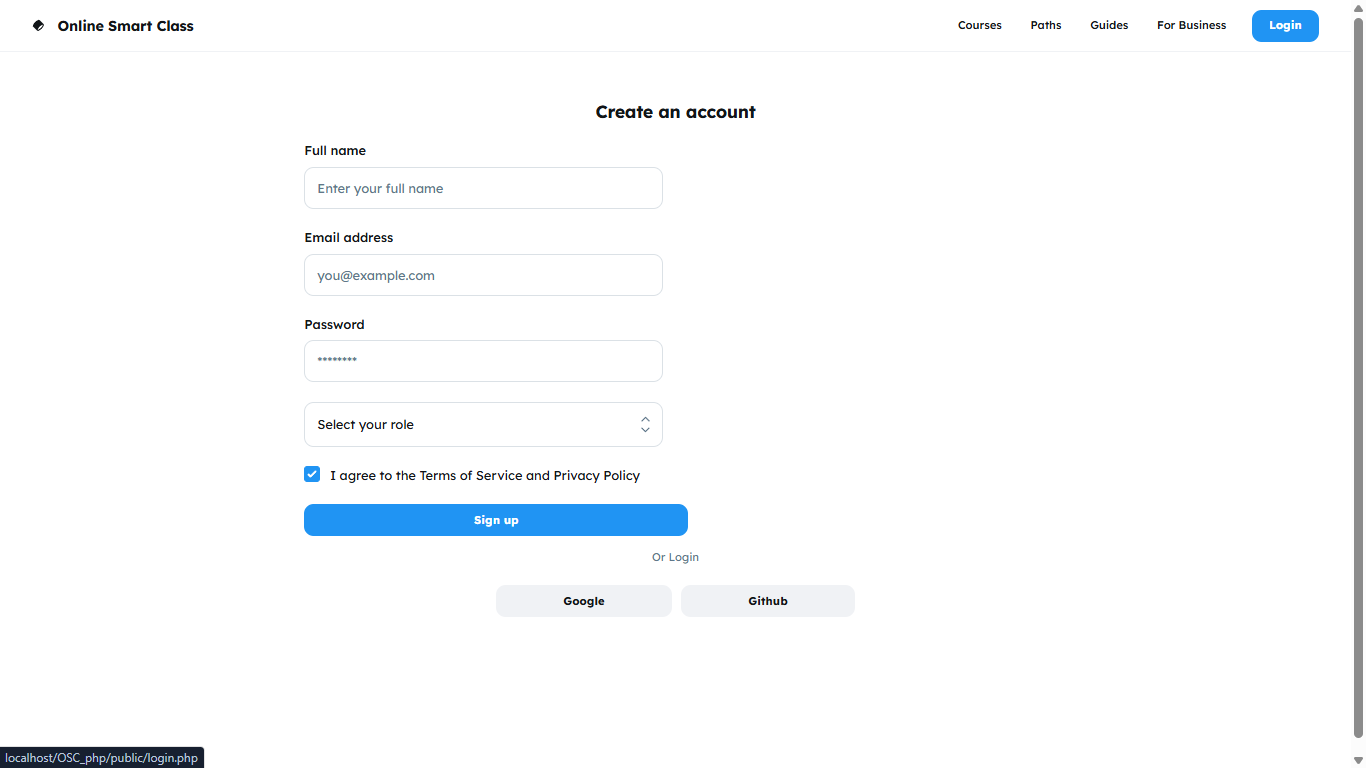 Online Smart Class
Courses Paths Guides For Business Login
Create an account
Full name
Enter your full name
Email address
you@example.com
Password
********
Select your role
I agree to the Terms of Service and Privacy Policy
Sign up
Or Login
Google Github
localhost/OSC_php/public/login.php